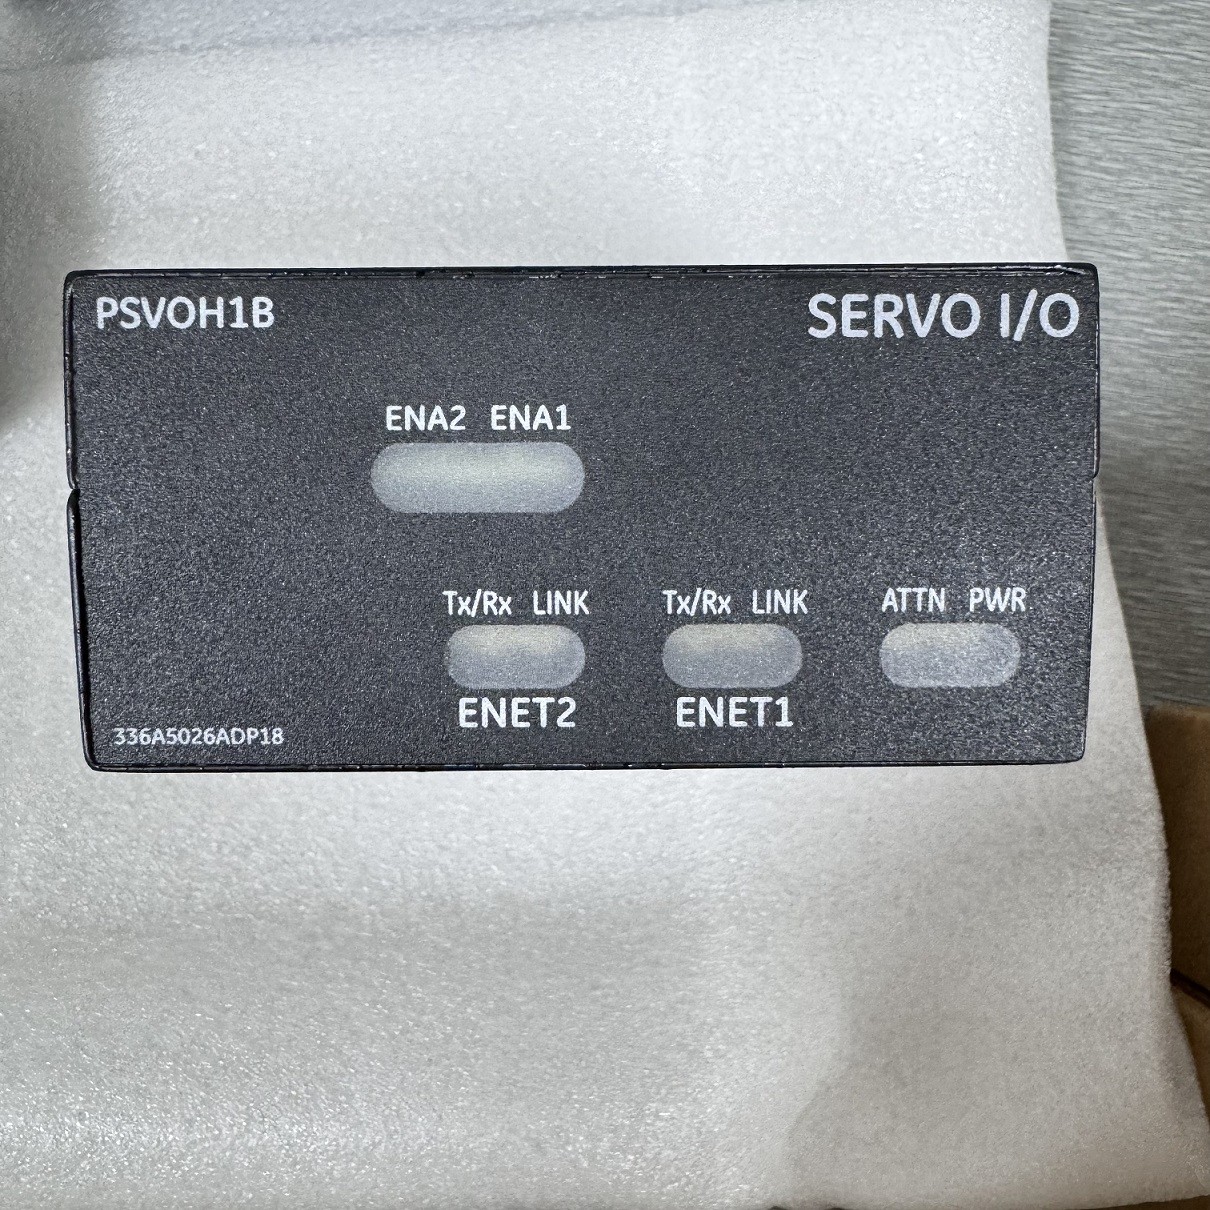 PSVOH1B SERVO I/O
ENA2 ENA1
Tx/Rx LINK Tx/Rx LINK ATTN PWR
ENET2 ENET1
336A5026ADP18